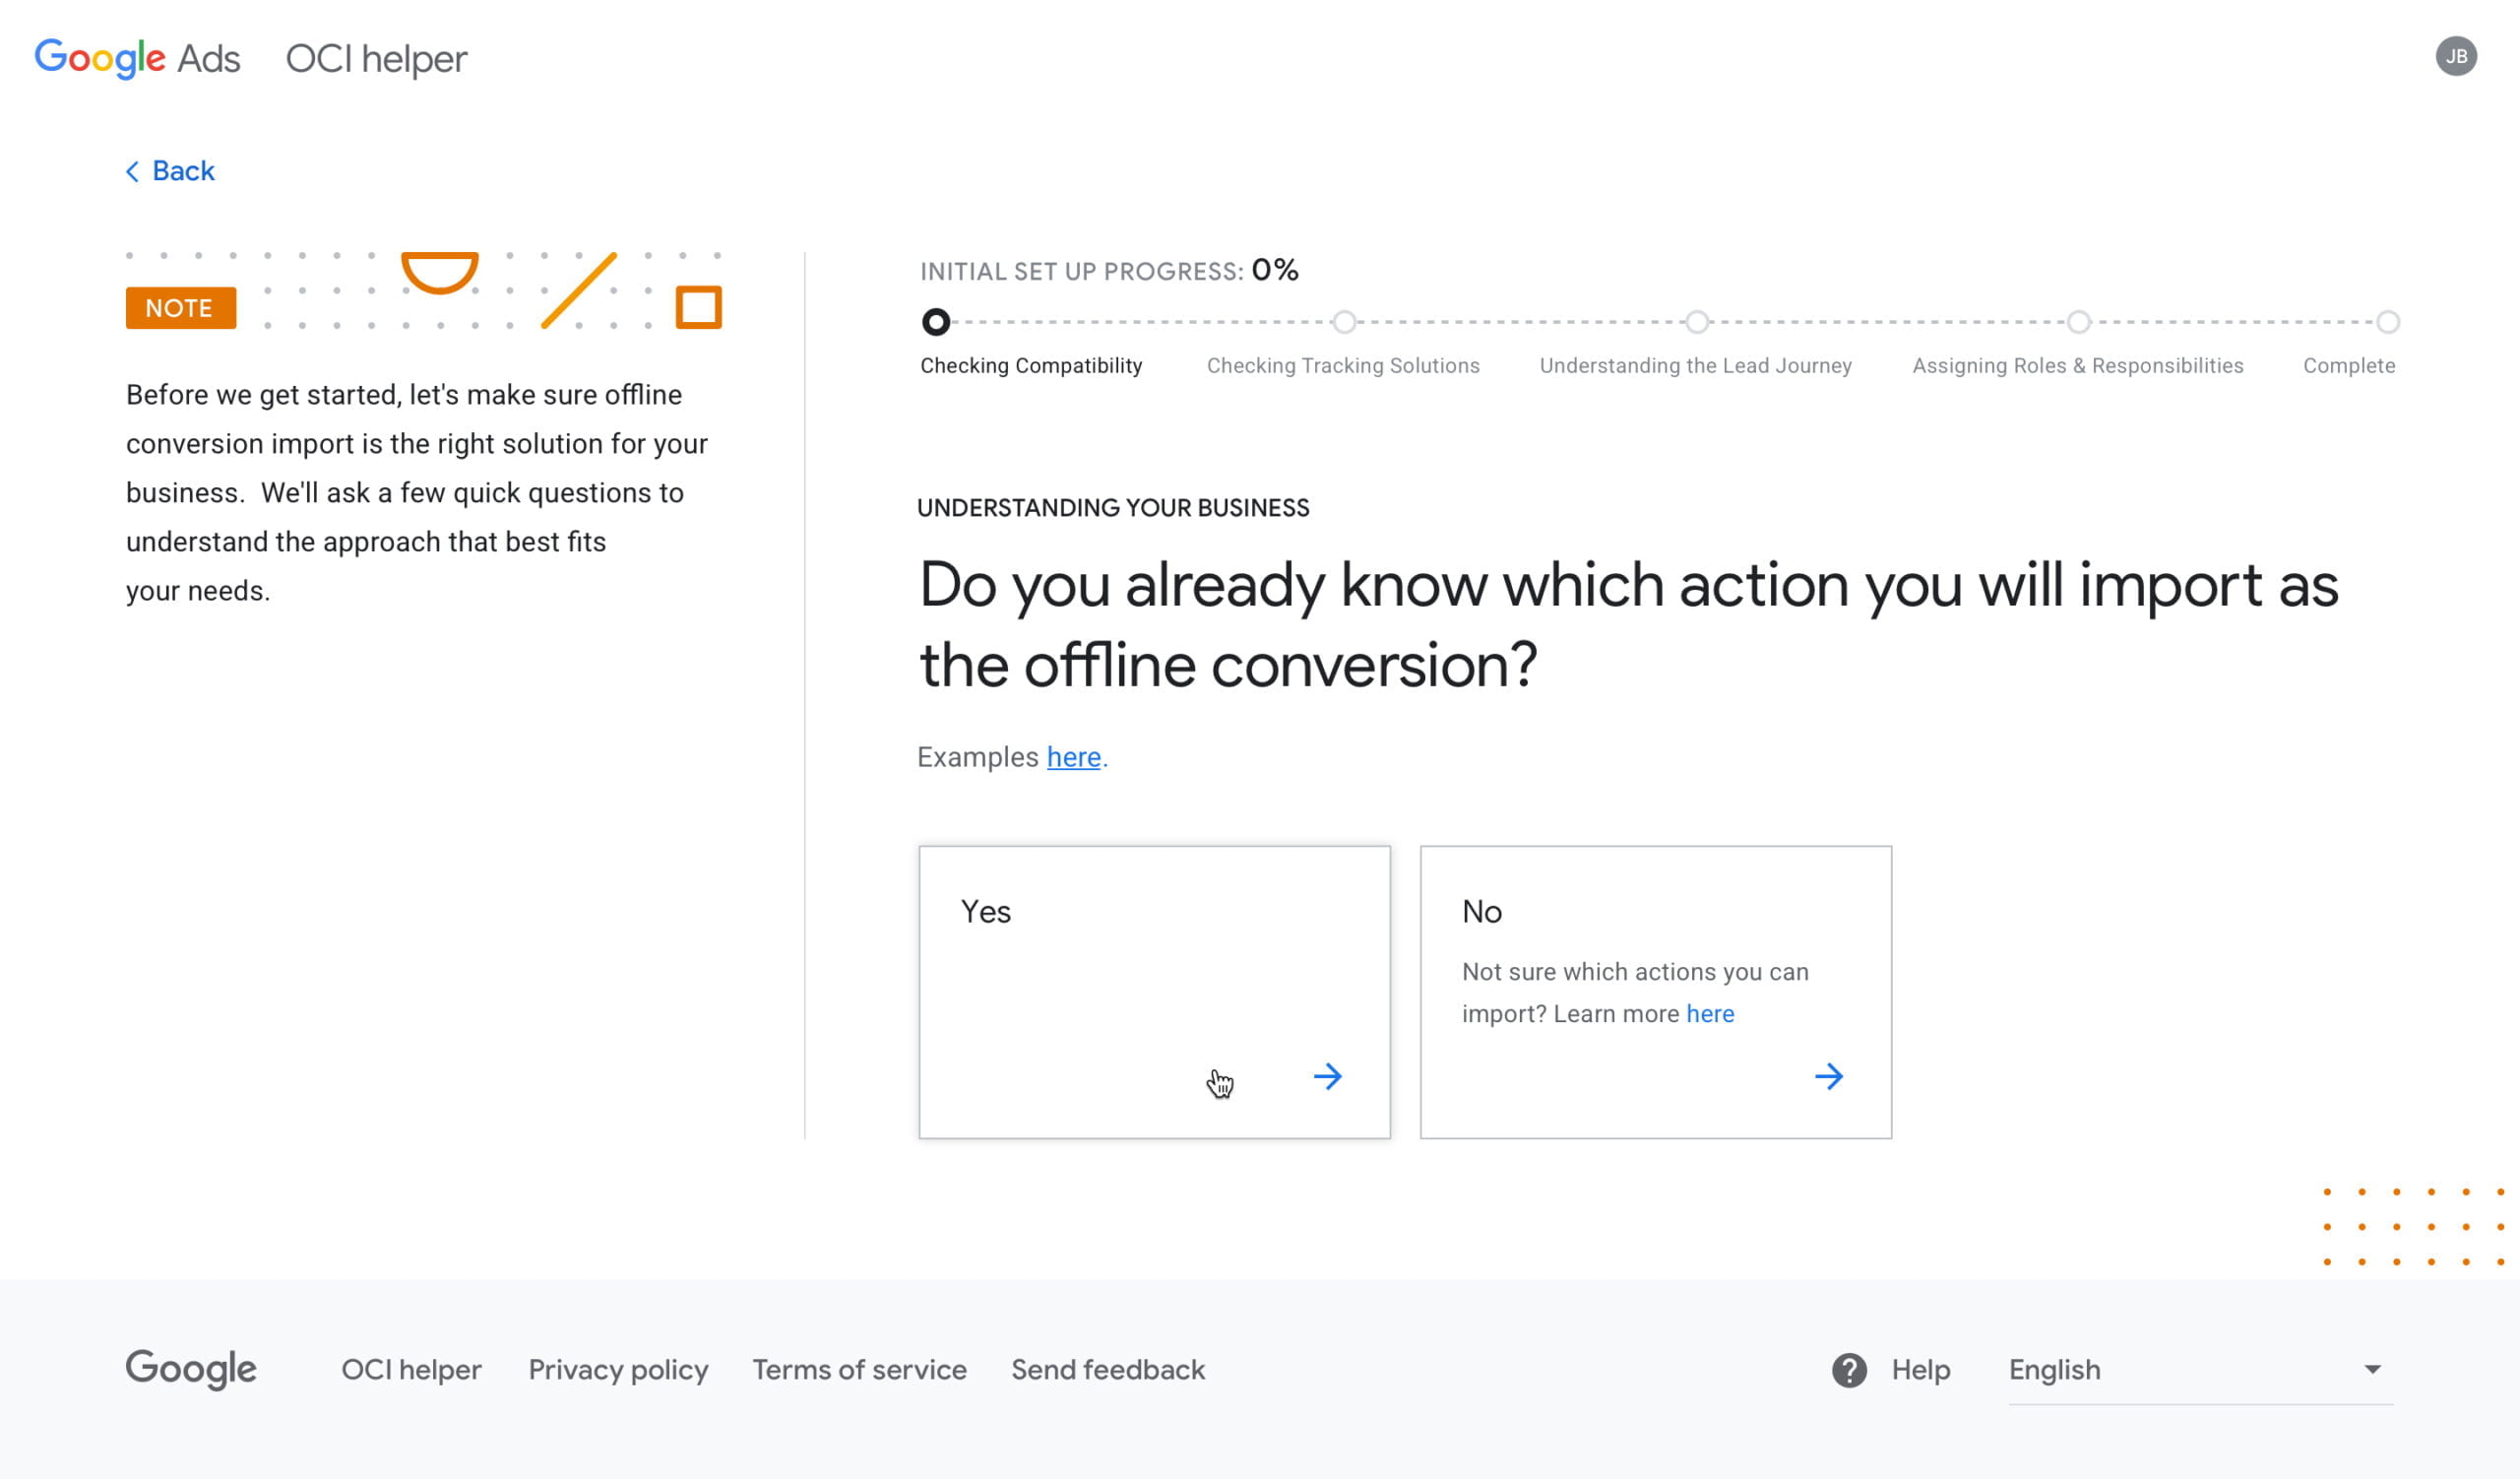 Google Ads OCI helper
JB
Back
NOTE
Before we get started, let's make sure offline
conversion import is the right solution for your
business.  We'll ask a few quick questions to
understand the approach that best fits
your needs.
INITIAL SET UP PROGRESS: 0%
Checking Compatibility
Checking Tracking Solutions
Understanding the Lead Journey
Assigning Roles & Responsibilities
Complete
UNDERSTANDING YOUR BUSINESS
Do you already know which action you will import as
the offline conversion?
Examples here.
Yes
No
Not sure which actions you can
import? Learn more here
Google
OCI helper
Privacy policy
Terms of service
Send feedback
? Help
English